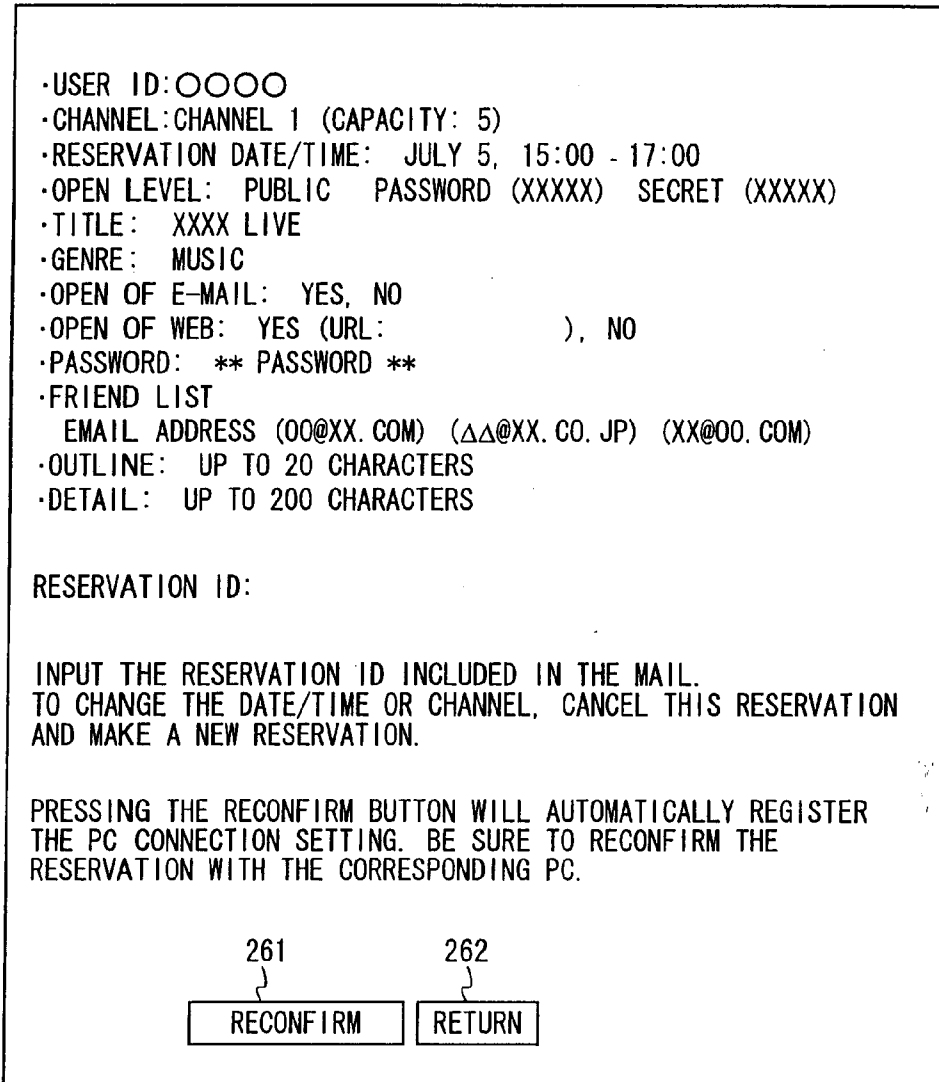 ·USER ID:○○○○
·CHANNEL:CHANNEL 1 (CAPACITY: 5)
·RESERVATION DATE/TIME: JULY 5, 15:00 - 17:00
·OPEN LEVEL: PUBLIC PASSWORD (XXXXX) SECRET (XXXXX)
·TITLE: XXXX LIVE
·GENRE: MUSIC
·OPEN OF E-MAIL: YES, NO
·OPEN OF WEB: YES (URL: ), NO
·PASSWORD: ** PASSWORD **
·FRIEND LIST
EMAIL ADDRESS (OO@XX.COM) (△△@XX.CO.JP) (XX@OO.COM)
·OUTLINE: UP TO 20 CHARACTERS
·DETAIL: UP TO 200 CHARACTERS
RESERVATION ID:
INPUT THE RESERVATION ID INCLUDED IN THE MAIL.
TO CHANGE THE DATE/TIME OR CHANNEL, CANCEL THIS RESERVATION
AND MAKE A NEW RESERVATION.
PRESSING THE RECONFIRM BUTTON WILL AUTOMATICALLY REGISTER
THE PC CONNECTION SETTING. BE SURE TO RECONFIRM THE
RESERVATION WITH THE CORRESPONDING PC.
261 262
RECONFIRM RETURN